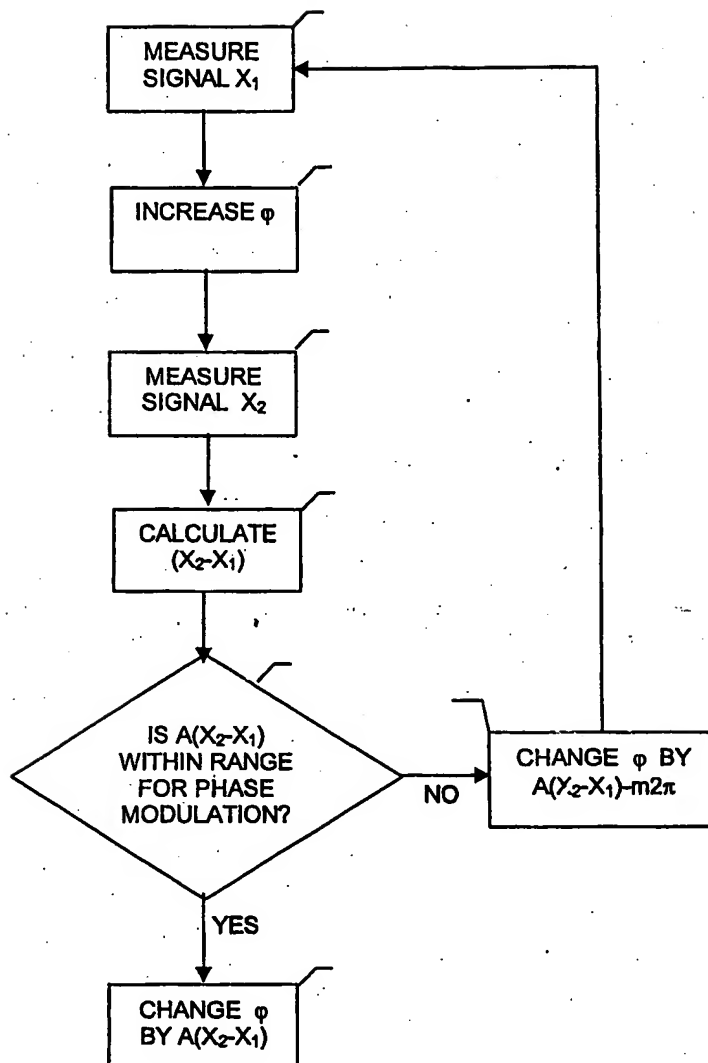 MEASURE
SIGNAL X₁
INCREASE φ
MEASURE
SIGNAL X₂
CALCULATE
(X₂-X₁)
IS A(X₂-X₁)
WITHIN RANGE
FOR PHASE
MODULATION?
NO
CHANGE φ BY
A(X₂-X₁)-m2π
YES
CHANGE φ
BY A(X₂-X₁)